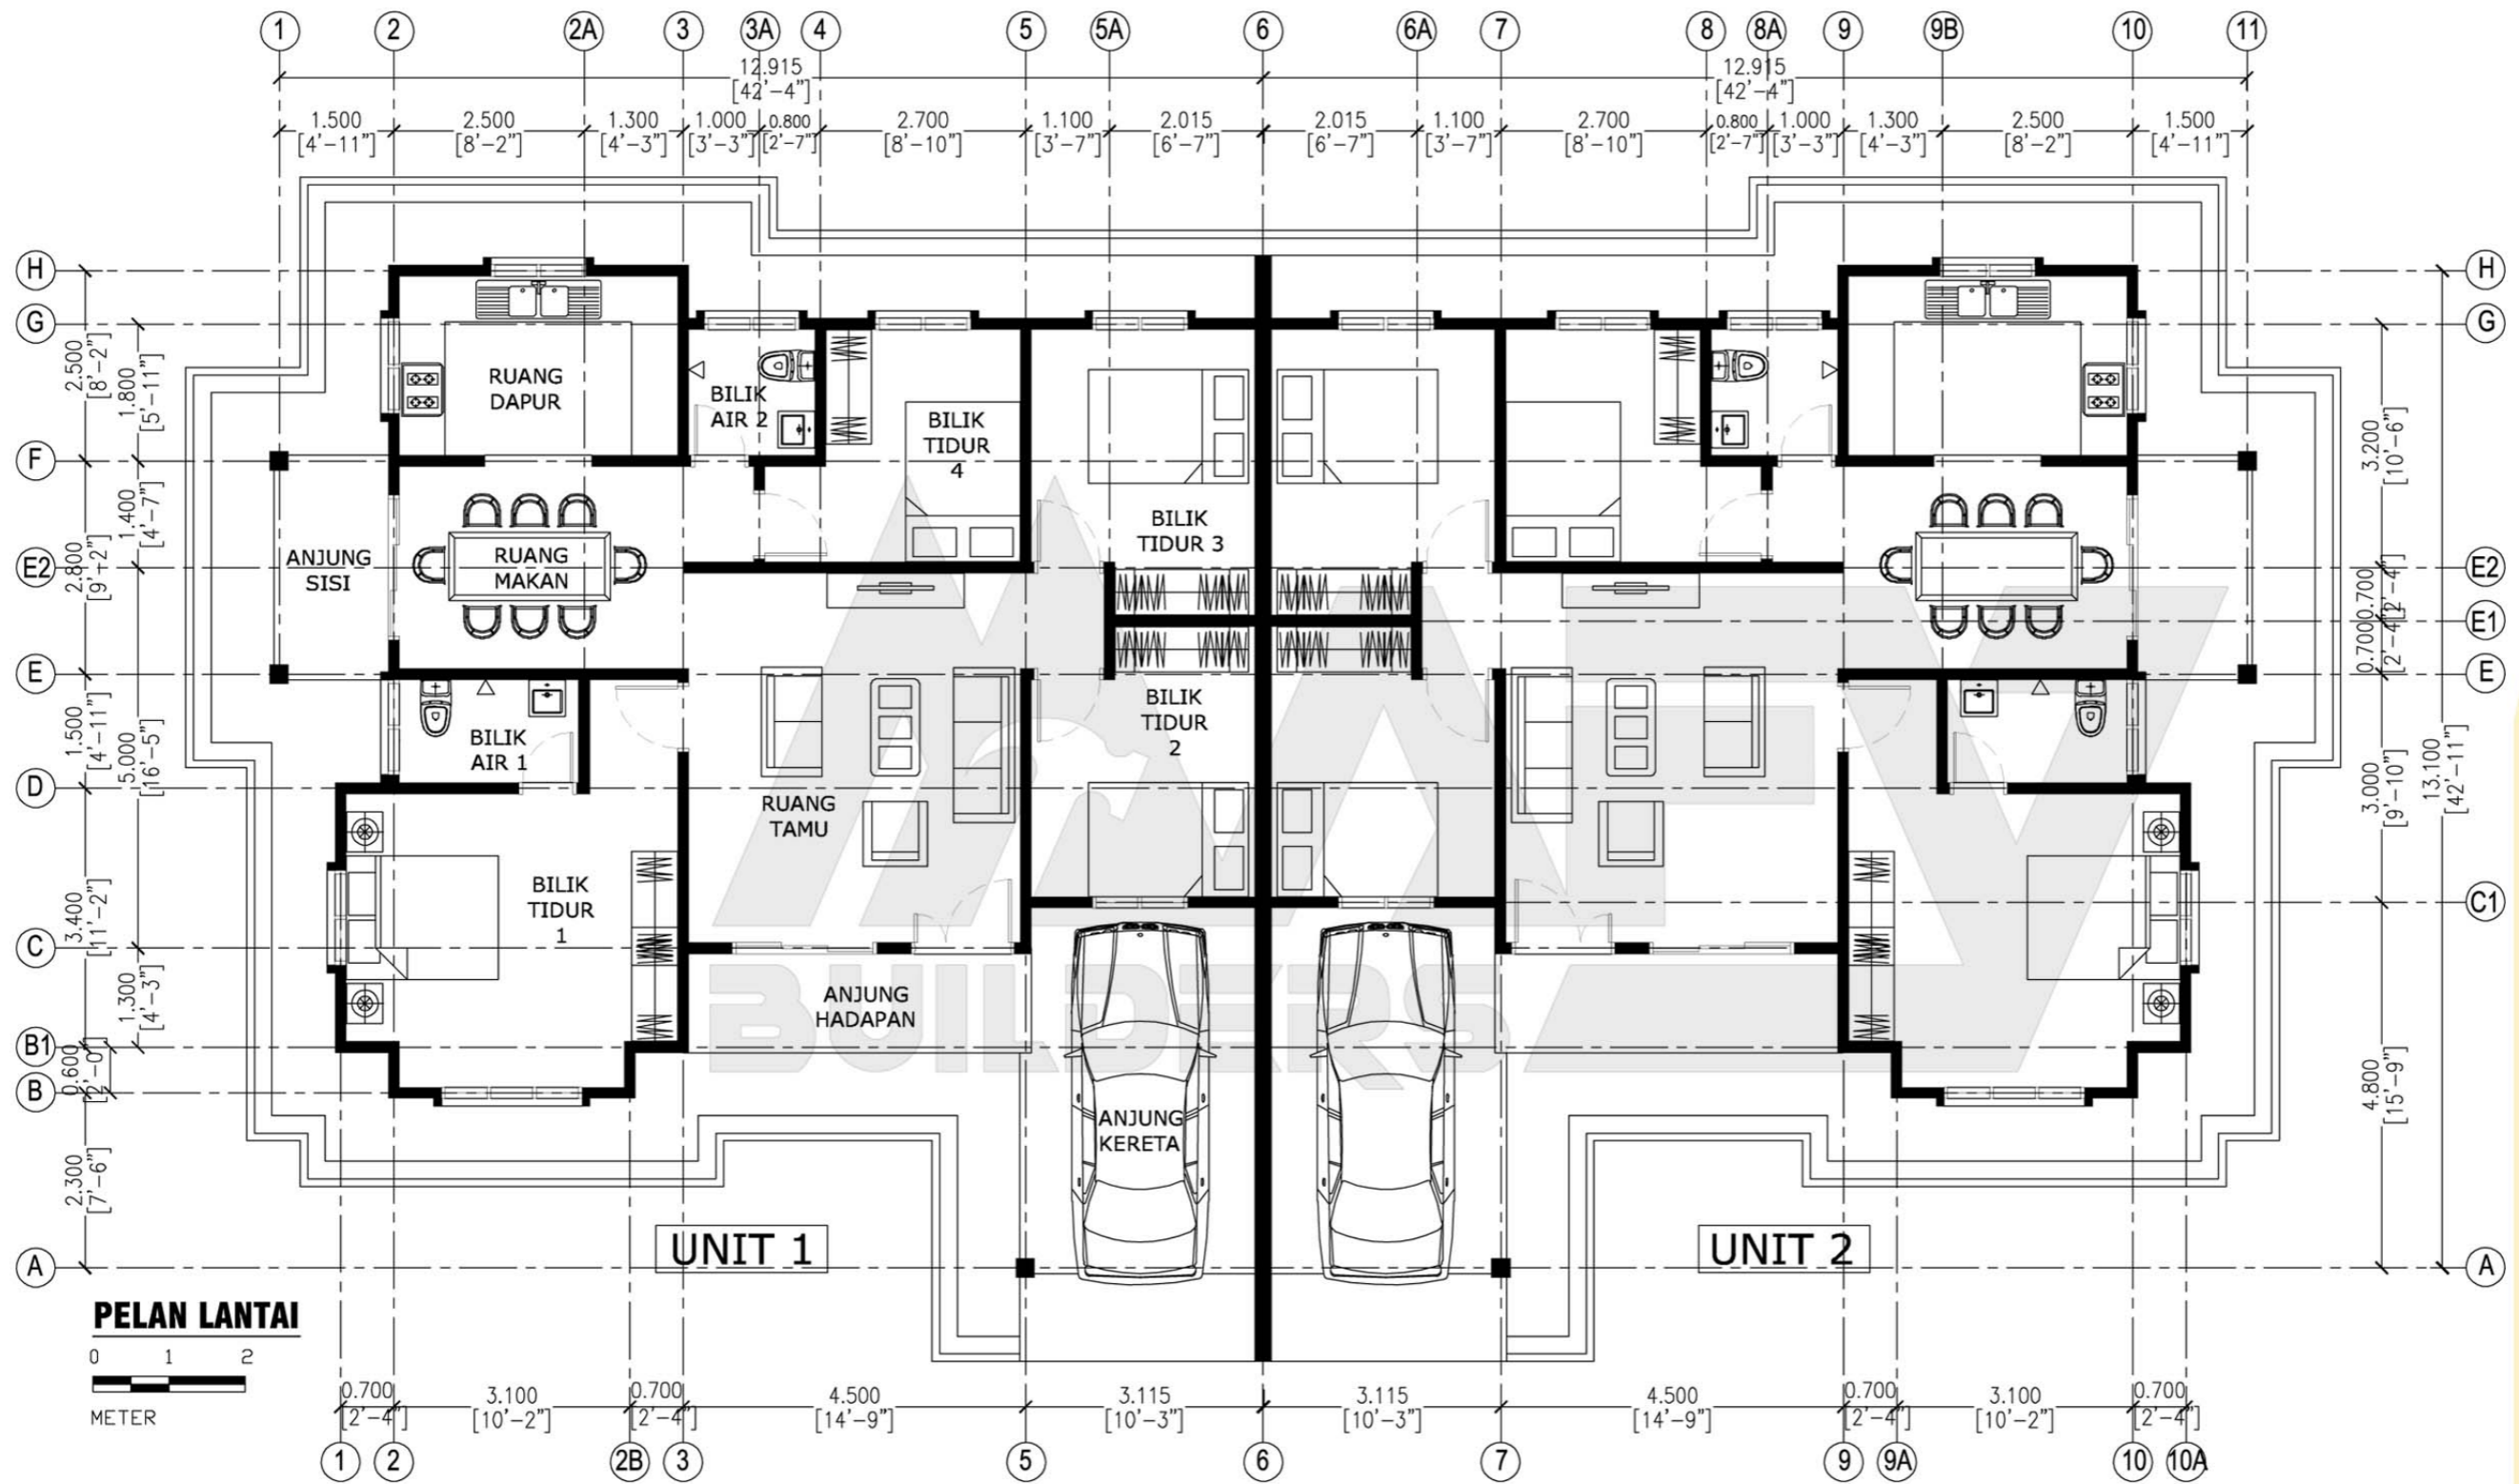 1 2 2A 3 3A 4 5 5A 6 6A 7 8 8A 9 9B 10 11
12.915 12.915
[42'-4"] [42'-4"]
1.500 2.500 1.300 1.000 0.800 2.700 1.100 2.015 2.015 1.100 2.700 0.800 1.000 1.300 2.500 1.500
[4'-11"] [8'-2"] [4'-3"] [3'-3"] [2'-7"] [8'-10"] [3'-7"] [6'-7"] [6'-7"] [3'-7"] [8'-10"] [2'-7"] [3'-3"] [4'-3"] [8'-2"] [4'-11"]
H
G
F
E2
E
D
C
B1
B
A
2.500
[8'-2"]
1.800
[5'-11"]
1.400
[4'-7"]
2.800
[9'-2"]
1.500
[4'-11"]
5.000
[16'-5"]
3.400
[11'-2"]
1.300
[4'-3"]
0.600
[2'-0"]
2.300
[7'-6"]
RUANG
DAPUR
BILIK
AIR 2
BILIK
TIDUR
4
BILIK
TIDUR 3
ANJUNG
SISI
RUANG
MAKAN
BILIK
AIR 1
BILIK
TIDUR
2
RUANG
TAMU
BILIK
TIDUR
1
ANJUNG
HADAPAN
ANJUNG
KERETA
BUILDERS
UNIT 1
UNIT 2
H
G
E2
E1
E
C1
A
3.200
[10'-6"]
0.700
[2'-4"]
0.700
[2'-4"]
3.000
[9'-10"]
13.100
[42'-11"]
4.800
[15'-9"]
PELAN LANTAI
0 1 2
METER
0.700 3.100 0.700 4.500 3.115 3.115 4.500 0.700 3.100 0.700
[2'-4"] [10'-2"] [2'-4"] [14'-9"] [10'-3"] [10'-3"] [14'-9"] [2'-4"] [10'-2"] [2'-4"]
1 2 2B 3 5 6 7 9 9A 10 10A